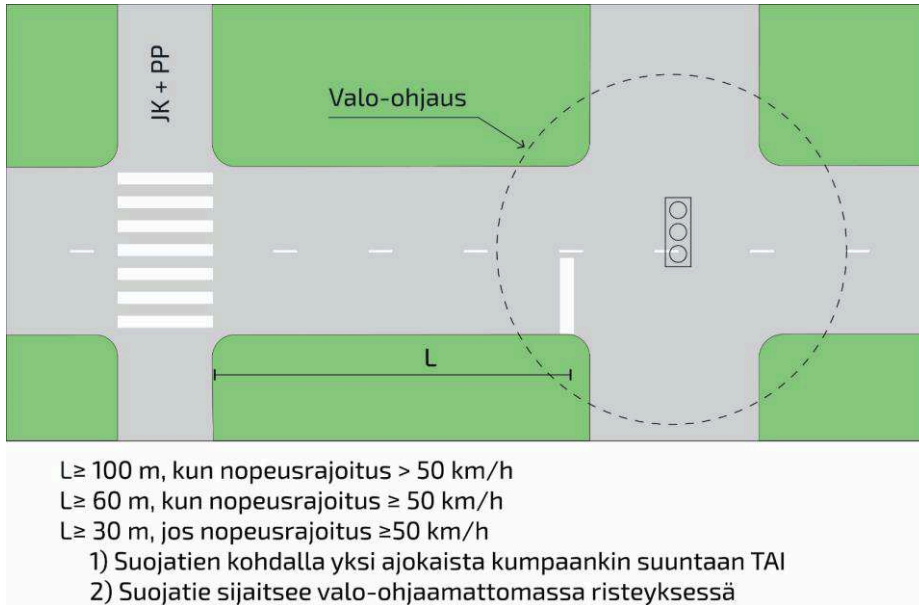 JK + PP
Valo-ohjaus
L
L≥ 100 m, kun nopeusrajoitus > 50 km/h
L≥ 60 m, kun nopeusrajoitus ≥ 50 km/h
L≥ 30 m, jos nopeusrajoitus ≥50 km/h
1) Suojatien kohdalla yksi ajokaista kumpaankin suuntaan TAI
2) Suojatie sijaitsee valo-ohjaamattomassa risteyksessä